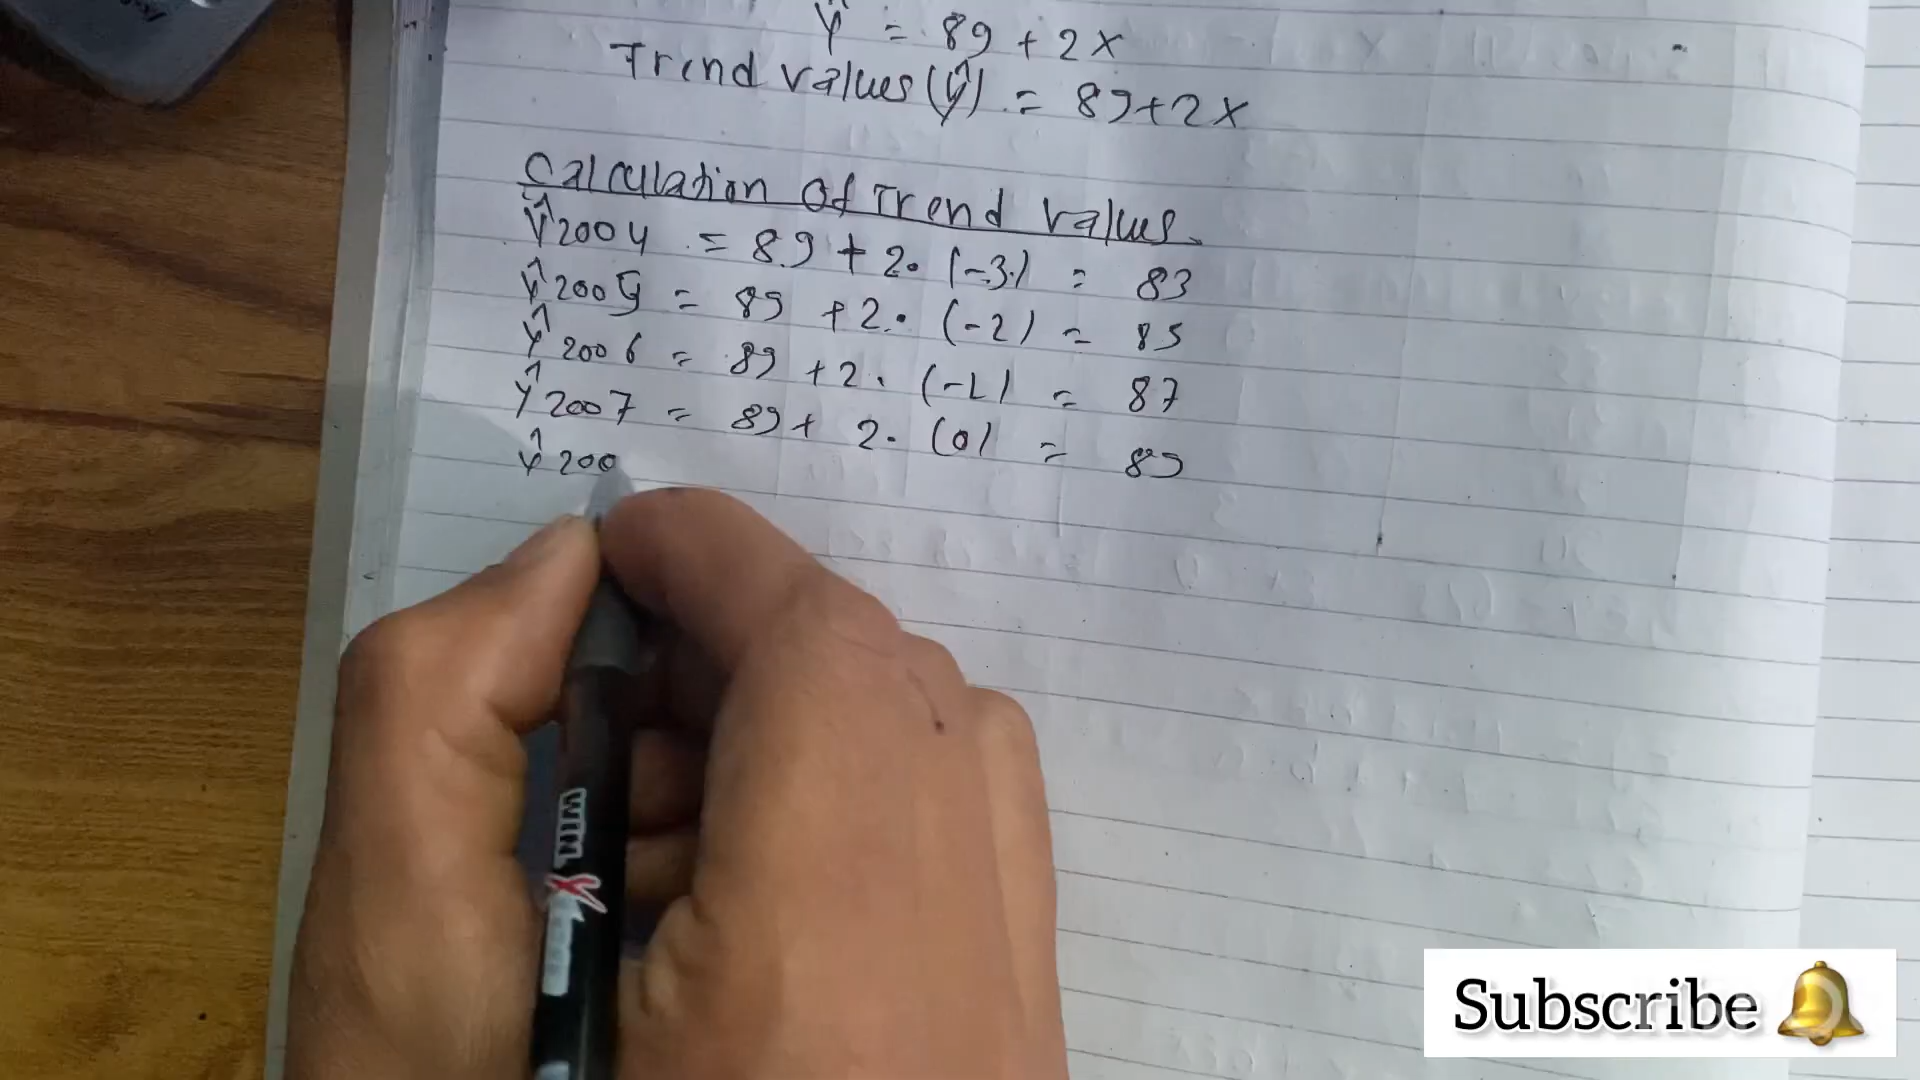 Ŷ = 89 + 2x
Trend values (ŷ) = 89+2x
Calculation of Trend values.
Ŷ2004 = 89 + 2. (-3) = 83
Ŷ2005 = 89 + 2. (-2) = 85
Ŷ2006 = 89 + 2. (-1) = 87
Ŷ2007 = 89 + 2. (0) = 89
Ŷ200
WIN
Subscribe